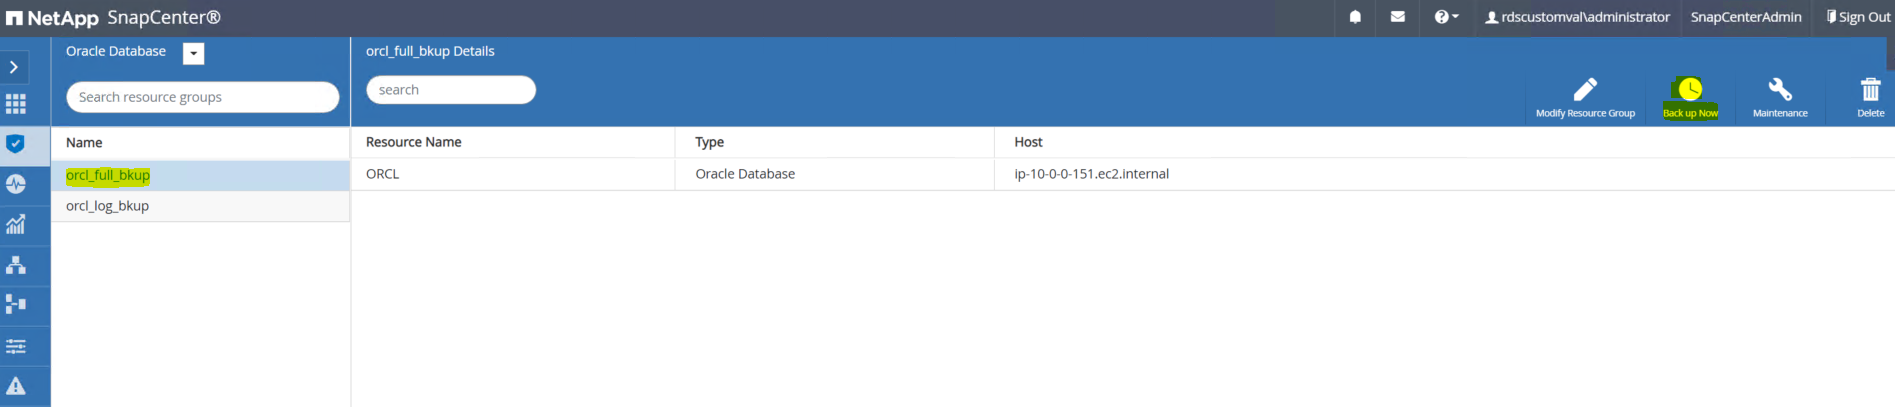 NetApp SnapCenter®
rdscustomval\administrator SnapCenterAdmin Sign Out
Oracle Database
Search resource groups
Name
orcl_full_bkup
orcl_log_bkup
orcl_full_bkup Details
search
Modify Resource Group Back up Now Maintenance Delete
Resource Name Type Host
ORCL Oracle Database ip-10-0-0-151.ec2.internal